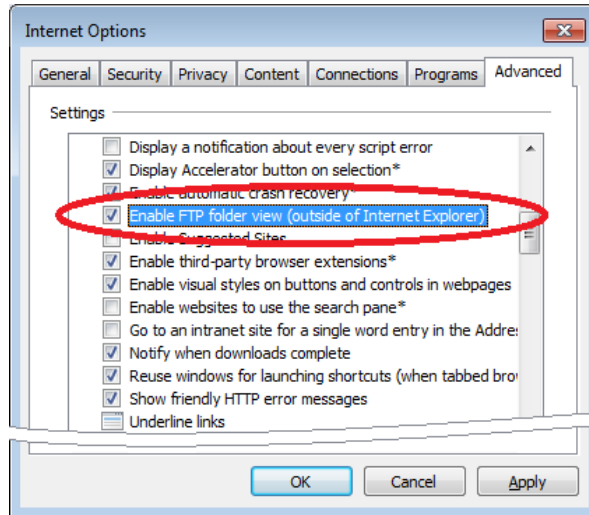 Internet Options
General Security Privacy Content Connections Programs Advanced
Settings
Display a notification about every script error
Display Accelerator button on selection*
Enable automatic crash recovery*
Enable FTP folder view (outside of Internet Explorer)
Enable Suggested Sites
Enable third-party browser extensions*
Enable visual styles on buttons and controls in webpages
Enable websites to use the search pane*
Go to an intranet site for a single word entry in the Addre
Notify when downloads complete
Reuse windows for launching shortcuts (when tabbed bro
Show friendly HTTP error messages
Underline links
OK Cancel Apply